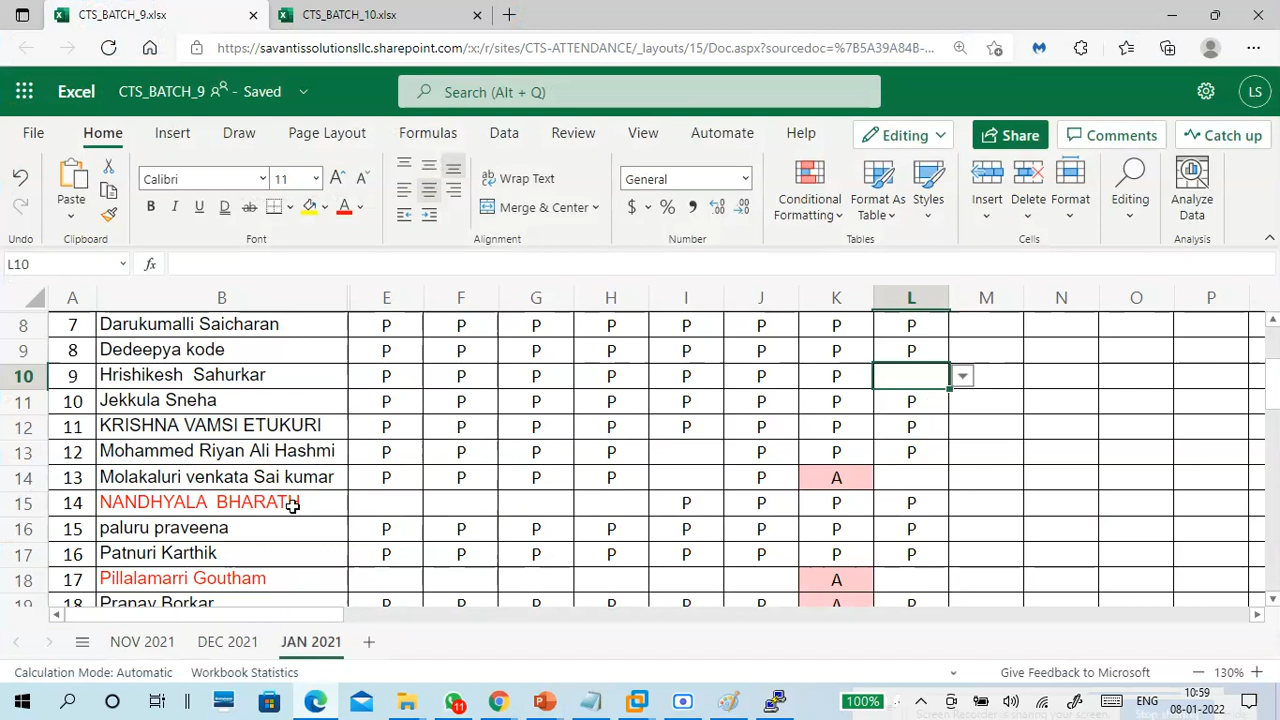 CTS_BATCH_9.xlsx
CTS_BATCH_10.xlsx
https://savantissolutionsllc.sharepoint.com/:x:/r/sites/CTS-ATTENDANCE/_layouts/15/Doc.aspx?sourcedoc=%7B5A39A84B-...
Excel CTS_BATCH_9 - Saved Search (Alt + Q) LS
File Home Insert Draw Page Layout Formulas Data Review View Automate Help Editing Share Comments Catch up
Calibri 11 Wrap Text General
Paste B I U D ab A Merge & Center $ % 9 Conditional Formatting Format As Table Styles Insert Delete Format Editing Analyze Data
Undo Clipboard Font Alignment Number Tables Cells Analysis
L10 fx
A B E F G H I J K L M N O P
8 7 Darukumalli Saicharan P P P P P P P P
9 8 Dedeepya kode P P P P P P P P
10 9 Hrishikesh Sahurkar P P P P P P P
11 10 Jekkula Sneha P P P P P P P P
12 11 KRISHNA VAMSI ETUKURI P P P P P P P P
13 12 Mohammed Riyan Ali Hashmi P P P P P P P P
14 13 Molakaluri venkata Sai kumar P P P P P A
15 14 NANDHYALA BHARATH P P P P
16 15 paluru praveena P P P P P P P P
17 16 Patnuri Karthik P P P P P P P P
18 17 Pillalamarri Goutham A
19 18 Pranav Borkar P P P P P P A P
NOV 2021 DEC 2021 JAN 2021
Calculation Mode: Automatic Workbook Statistics Give Feedback to Microsoft 130%
11 100% ENG 10:59
08-01-2022